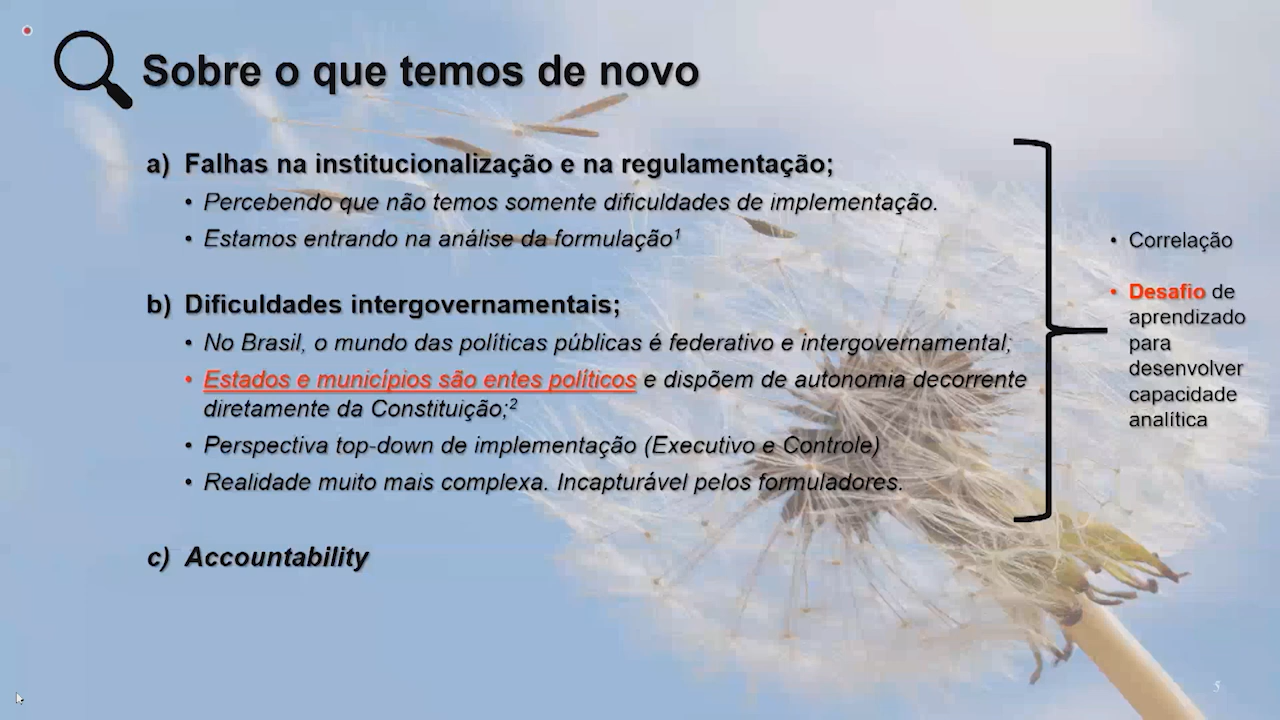 Sobre o que temos de novo
a) Falhas na institucionalização e na regulamentação;
• Percebendo que não temos somente dificuldades de implementação.
• Estamos entrando na análise da formulação¹
b) Dificuldades intergovernamentais;
• No Brasil, o mundo das políticas públicas é federativo e intergovernamental;
• Estados e municípios são entes políticos e dispõem de autonomia decorrente
diretamente da Constituição;²
• Perspectiva top-down de implementação (Executivo e Controle)
• Realidade muito mais complexa. Incapturável pelos formuladores.
c) Accountability
• Correlação
• Desafio de
aprendizado
para
desenvolver
capacidade
analítica
5